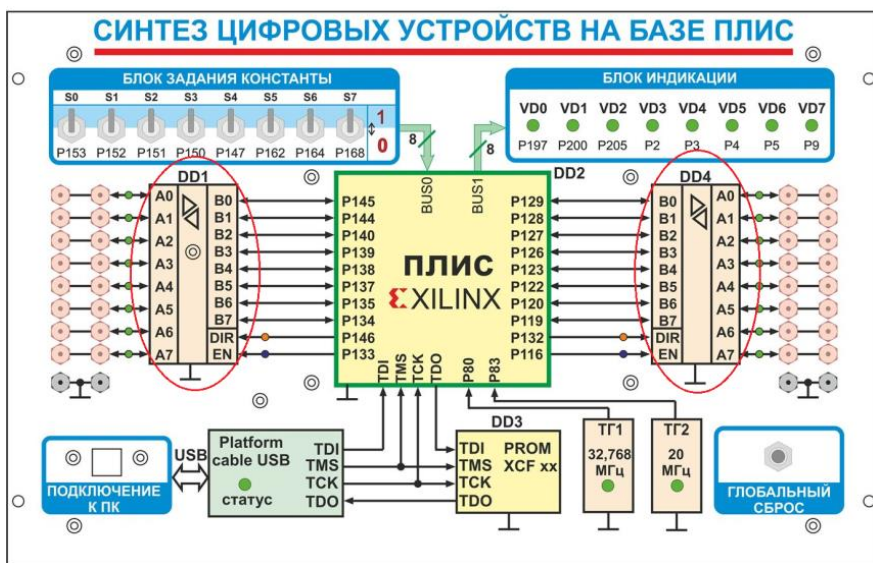 СИНТЕЗ ЦИФРОВЫХ УСТРОЙСТВ НА БАЗЕ ПЛИС
БЛОК ЗАДАНИЯ КОНСТАНТЫ
S0 S1 S2 S3 S4 S5 S6 S7
1
0
P153 P152 P151 P150 P147 P162 P164 P168
8
БЛОК ИНДИКАЦИИ
VD0 VD1 VD2 VD3 VD4 VD5 VD6 VD7
P197 P200 P205 P2 P3 P4 P5 P9
8
DD1
A0 B0
A1 B1
A2 B2
A3 B3
A4 B4
A5 B5
A6 B6
A7 B7
DIR
EN
DD2
BUS0 BUS1
P145 P129
P144 P128
P140 P127
P139 P126
P138 P123
P137 P122
P135 P120
P134 P119
P146 P132
P133 P116
ПЛИС
XILINX
TDI TMS TCK TDO P80 P83
DD4
B0 A0
B1 A1
B2 A2
B3 A3
B4 A4
B5 A5
B6 A6
B7 A7
DIR
EN
ПОДКЛЮЧЕНИЕ
К ПК
USB
Platform
cable USB
статус
TDI
TMS
TCK
TDO
DD3
TDI PROM
TMS XCF xx
TCK
TDO
ТГ1
32,768
МГц
ТГ2
20
МГц
ГЛОБАЛЬНЫЙ
СБРОС